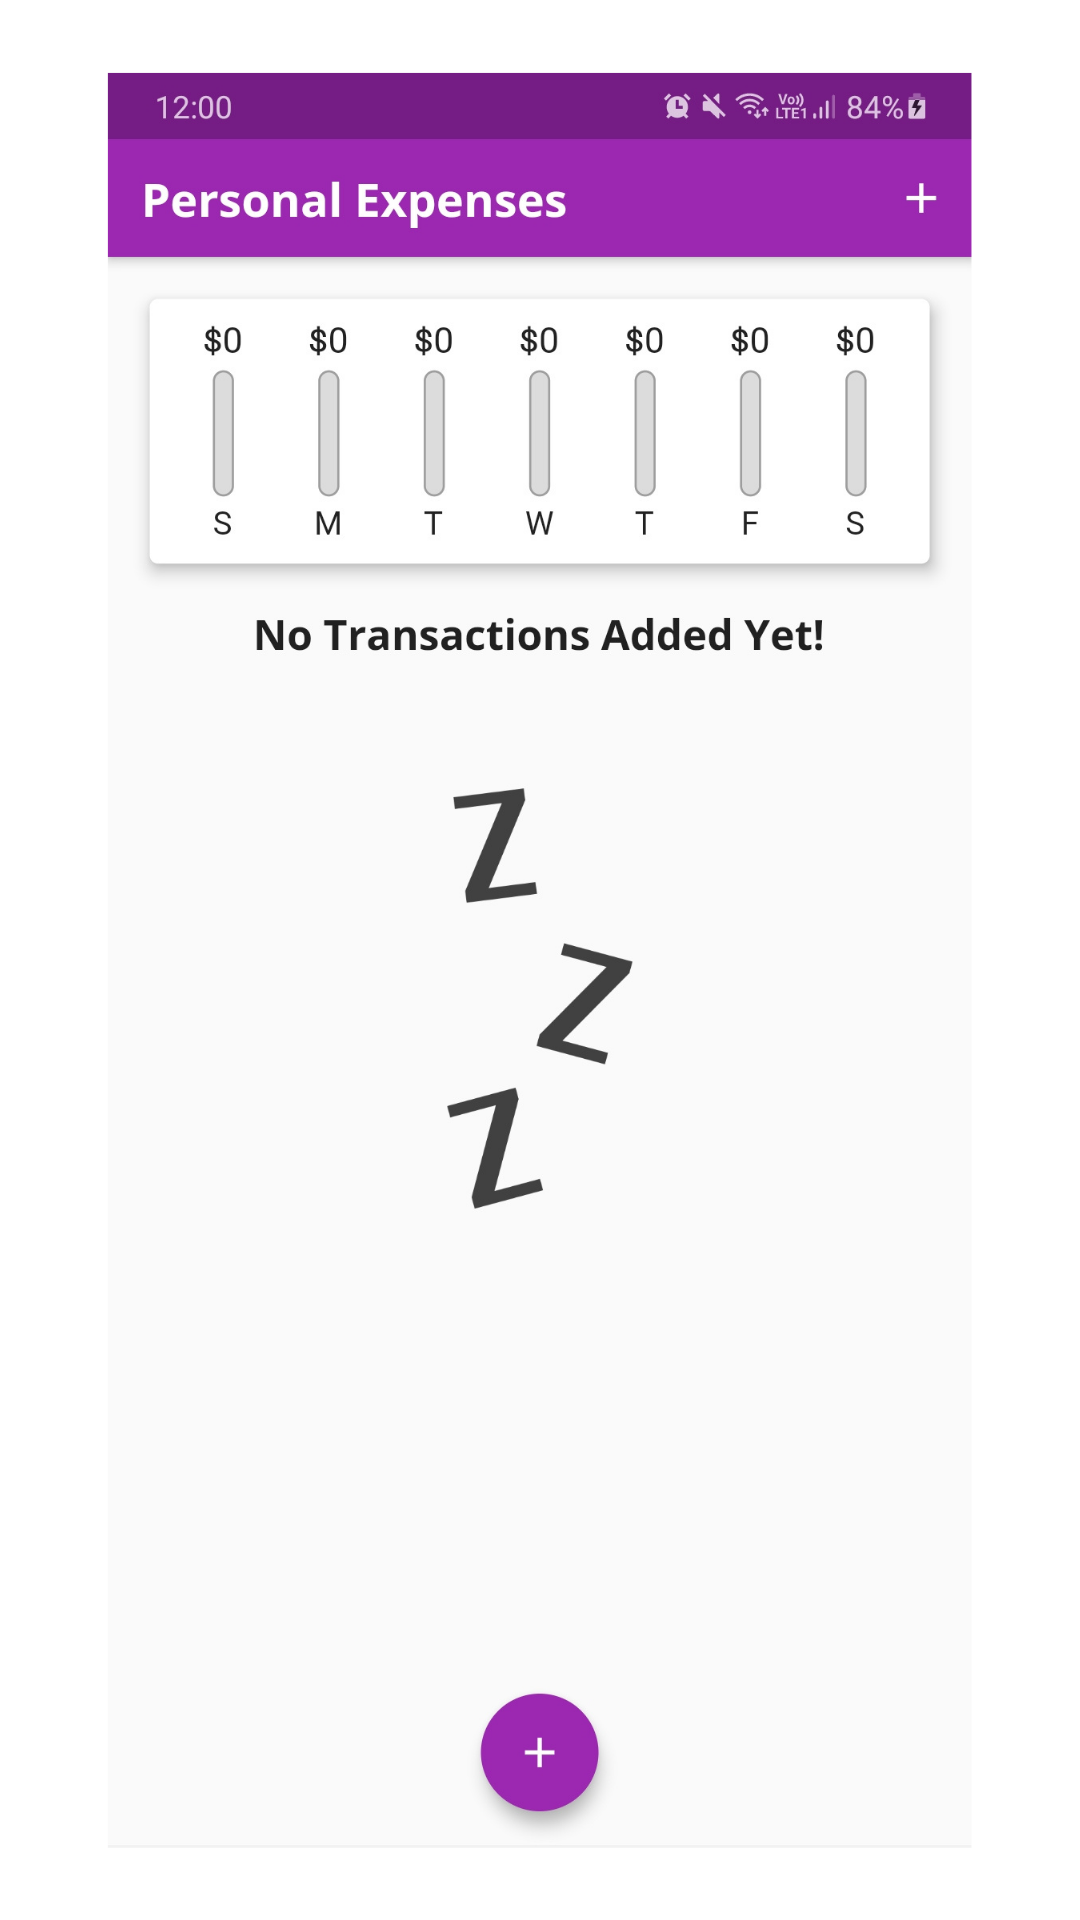 12:00 Vo)) LTE1 84%
Personal Expenses +
$0 $0 $0 $0 $0 $0 $0
S M T W T F S
No Transactions Added Yet!
Z
Z
Z
+